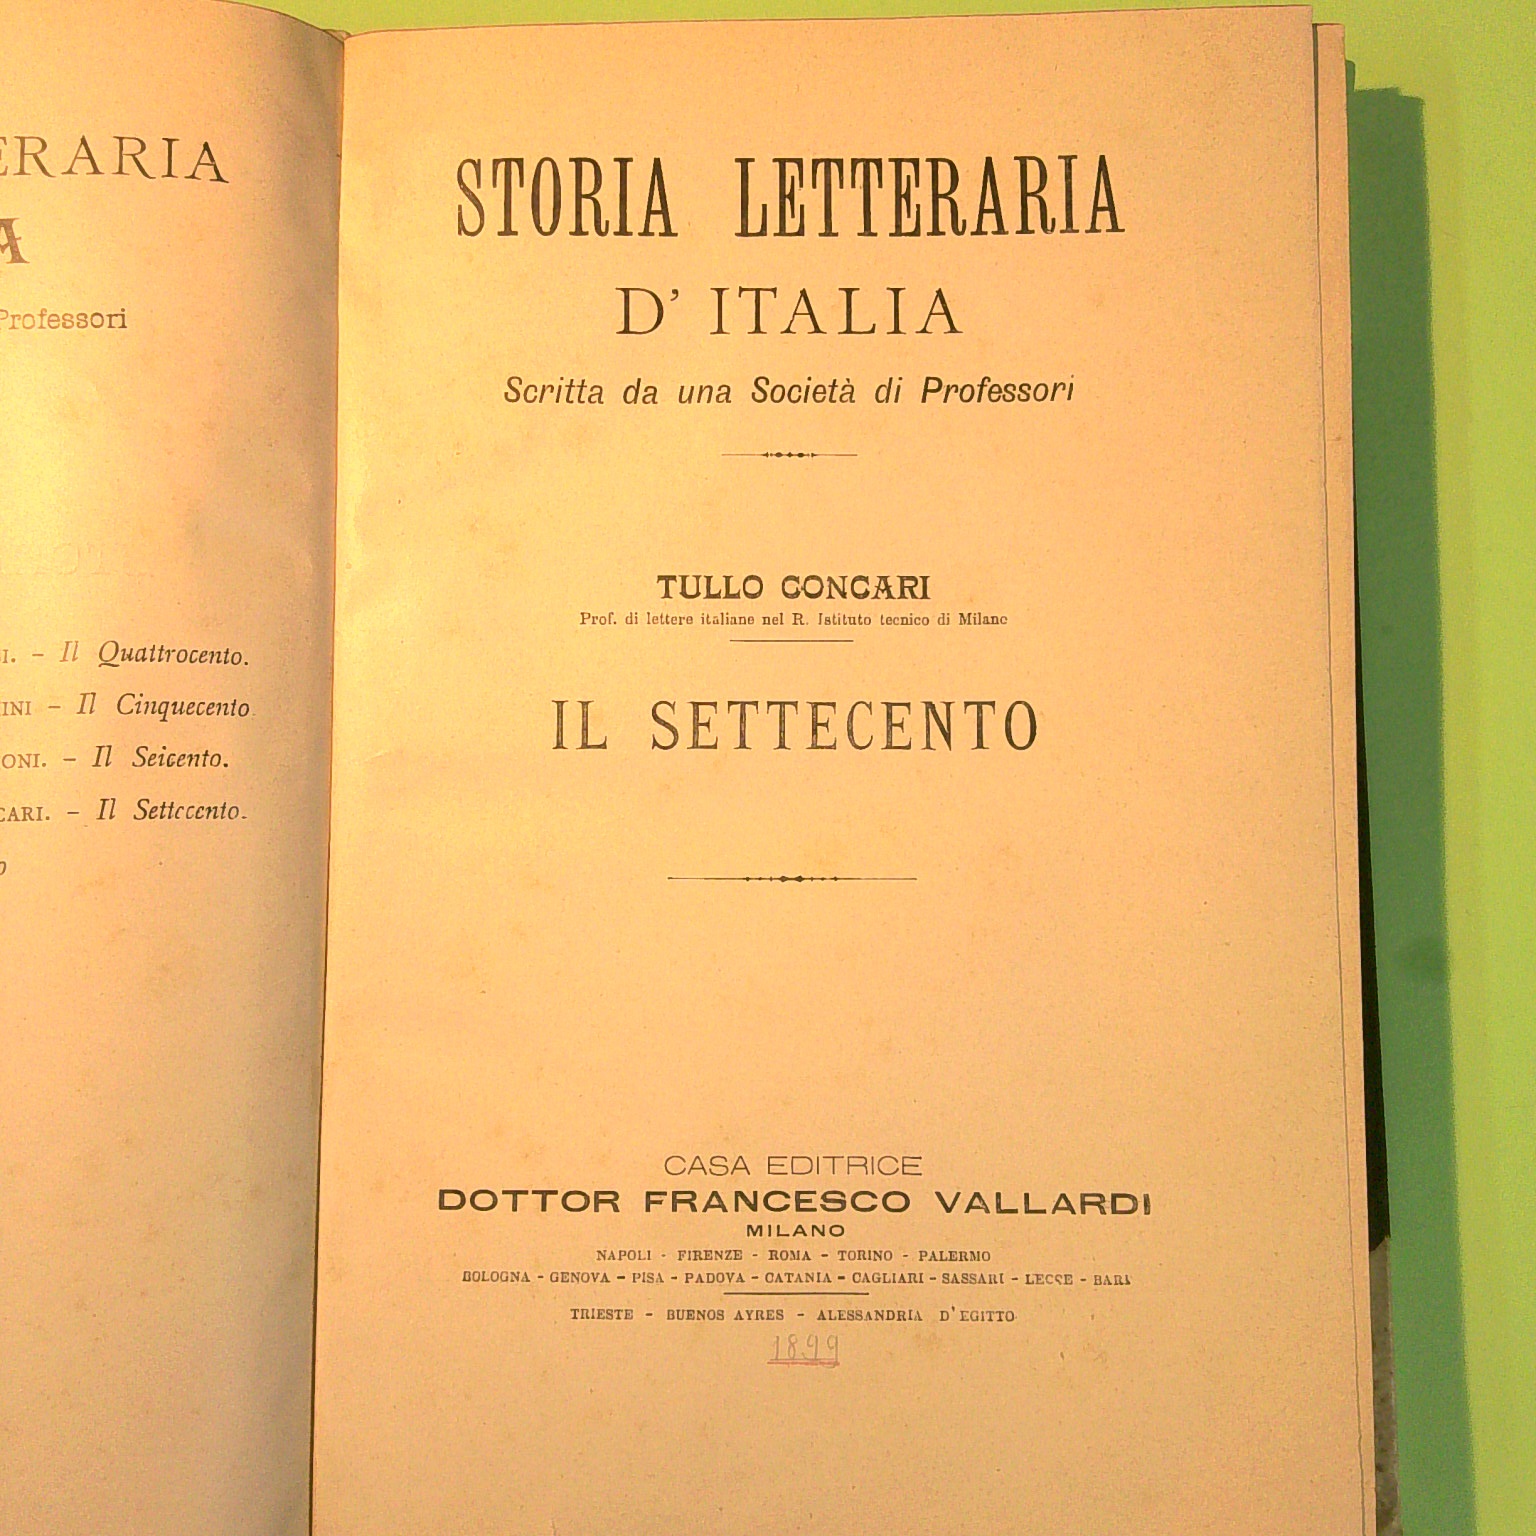 ERARIA
A
Professori
I. – Il Quattrocento.
INI – Il Cinquecento.
ONI. – Il Seicento.
CARI. – Il Settecento.
o
STORIA LETTERARIA
D' ITALIA
Scritta da una Società di Professori
TULLO CONCARI
Prof. di lettere italiane nel R. Istituto tecnico di Milano
IL SETTECENTO
CASA EDITRICE
DOTTOR FRANCESCO VALLARDI
MILANO
NAPOLI - FIRENZE - ROMA - TORINO - PALERMO
BOLOGNA - GENOVA - PISA - PADOVA - CATANIA - CAGLIARI - SASSARI - LECCE - BARI
TRIESTE - BUENOS AYRES - ALESSANDRIA D'EGITTO
1899